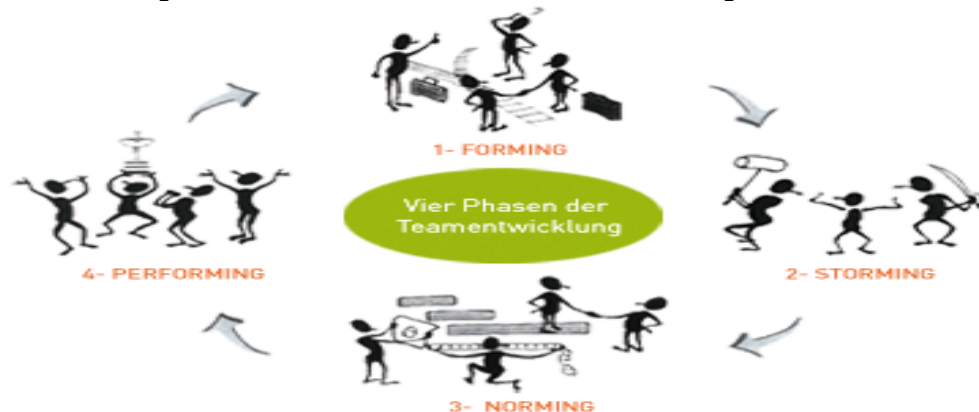 1- FORMING
Vier Phasen der
Teamentwicklung
4- PERFORMING
2- STORMING
3- NORMING